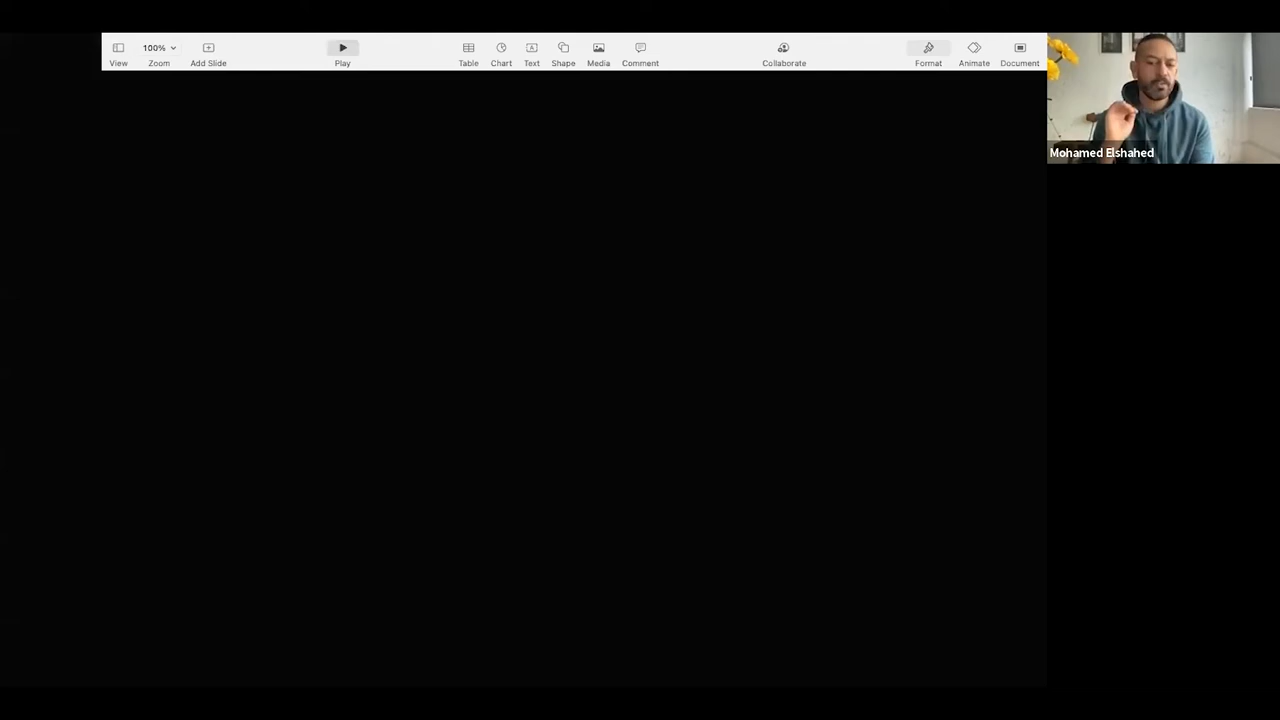 100%
View Zoom Add Slide Play Table Chart Text Shape Media Comment Collaborate Format Animate Document
Mohamed Elshahed